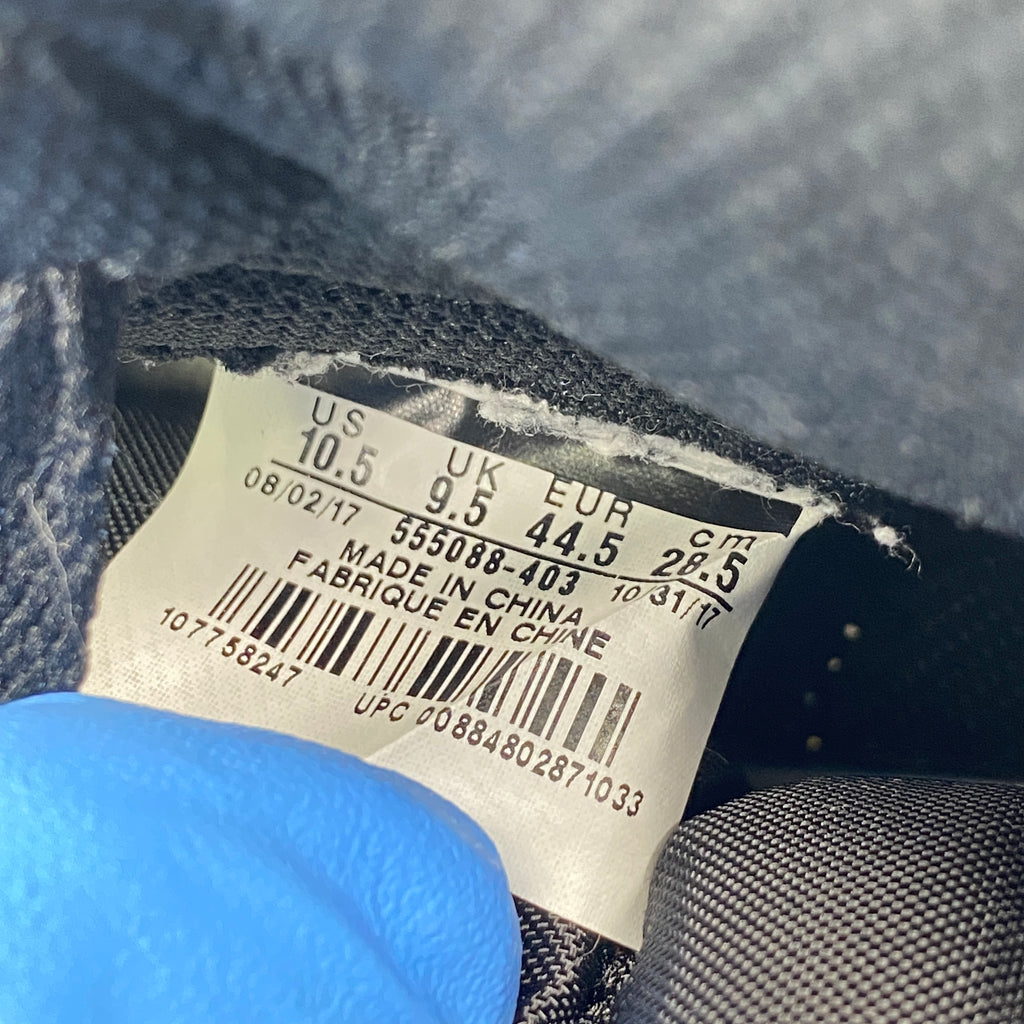 US UK EUR cm
10.5 9.5 44.5 28.5
08/02/17 555088-403 10/31/17
MADE IN CHINA
FABRIQUE EN CHINE
107758247
UPC 00884802871033